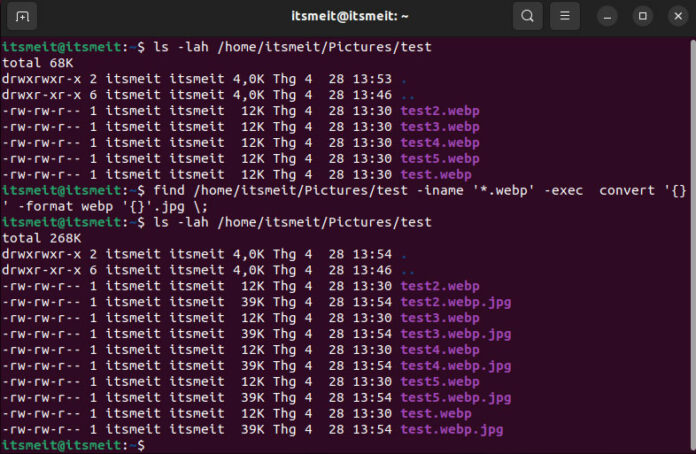 itsmeit@itsmeit: ~
itsmeit@itsmeit:~$ ls -lah /home/itsmeit/Pictures/test
total 68K
drwxrwxr-x 2 itsmeit itsmeit 4,0K Thg 4  28 13:53 .
drwxr-xr-x 6 itsmeit itsmeit 4,0K Thg 4  28 13:46 ..
-rw-rw-r-- 1 itsmeit itsmeit  12K Thg 4  28 13:30 test2.webp
-rw-rw-r-- 1 itsmeit itsmeit  12K Thg 4  28 13:30 test3.webp
-rw-rw-r-- 1 itsmeit itsmeit  12K Thg 4  28 13:30 test4.webp
-rw-rw-r-- 1 itsmeit itsmeit  12K Thg 4  28 13:30 test5.webp
-rw-rw-r-- 1 itsmeit itsmeit  12K Thg 4  28 13:30 test.webp
itsmeit@itsmeit:~$ find /home/itsmeit/Pictures/test -iname '*.webp' -exec  convert '{}
' -format webp '{}'.jpg \;
itsmeit@itsmeit:~$ ls -lah /home/itsmeit/Pictures/test
total 268K
drwxrwxr-x 2 itsmeit itsmeit 4,0K Thg 4  28 13:54 .
drwxr-xr-x 6 itsmeit itsmeit 4,0K Thg 4  28 13:46 ..
-rw-rw-r-- 1 itsmeit itsmeit  12K Thg 4  28 13:30 test2.webp
-rw-rw-r-- 1 itsmeit itsmeit  39K Thg 4  28 13:54 test2.webp.jpg
-rw-rw-r-- 1 itsmeit itsmeit  12K Thg 4  28 13:30 test3.webp
-rw-rw-r-- 1 itsmeit itsmeit  39K Thg 4  28 13:54 test3.webp.jpg
-rw-rw-r-- 1 itsmeit itsmeit  12K Thg 4  28 13:30 test4.webp
-rw-rw-r-- 1 itsmeit itsmeit  39K Thg 4  28 13:54 test4.webp.jpg
-rw-rw-r-- 1 itsmeit itsmeit  12K Thg 4  28 13:30 test5.webp
-rw-rw-r-- 1 itsmeit itsmeit  39K Thg 4  28 13:54 test5.webp.jpg
-rw-rw-r-- 1 itsmeit itsmeit  12K Thg 4  28 13:30 test.webp
-rw-rw-r-- 1 itsmeit itsmeit  39K Thg 4  28 13:54 test.webp.jpg
itsmeit@itsmeit:~$